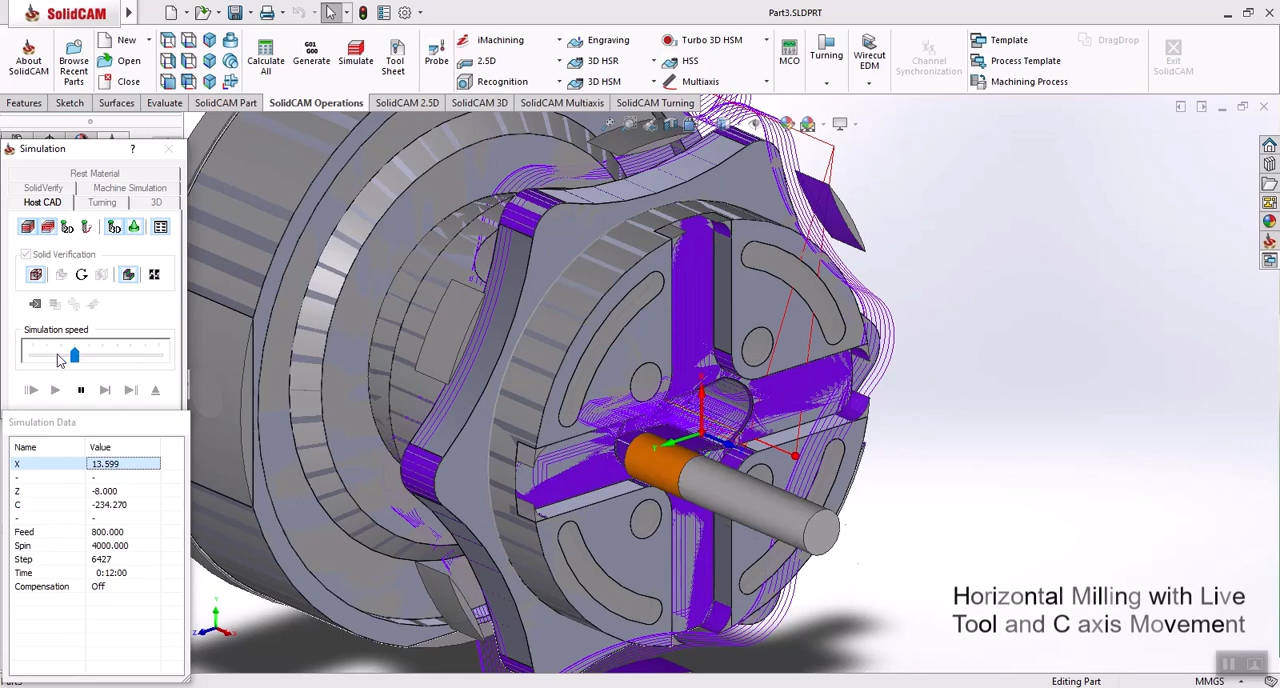 SolidCAM
Part3.SLDPRT
About SolidCAM
Browse Recent Parts
New
Open
Close
Calculate All
G01 G00
Generate
Simulate
Tool Sheet
Probe
iMachining
2.5D
Recognition
Engraving
3D HSR
3D HSM
Turbo 3D HSM
HSS
Multiaxis
MCO
Turning
Wirecut EDM
Channel Synchronization
Template
Process Template
Machining Process
DragDrop
Exit SolidCAM
Features
Sketch
Surfaces
Evaluate
SolidCAM Part
SolidCAM Operations
SolidCAM 2.5D
SolidCAM 3D
SolidCAM Multiaxis
SolidCAM Turning
Simulation
?
Rest Material
SolidVerify
Machine Simulation
Host CAD
Turning
3D
Solid Verification
Simulation speed
Simulation Data
Name Value
X 13.599
- -
Z -8.000
C -234.270
- -
Feed 800.000
Spin 4000.000
Step 6427
Time 0:12:00
Compensation Off
Horizontal Milling with Live
Tool and C axis Movement
Editing Part
MMGS